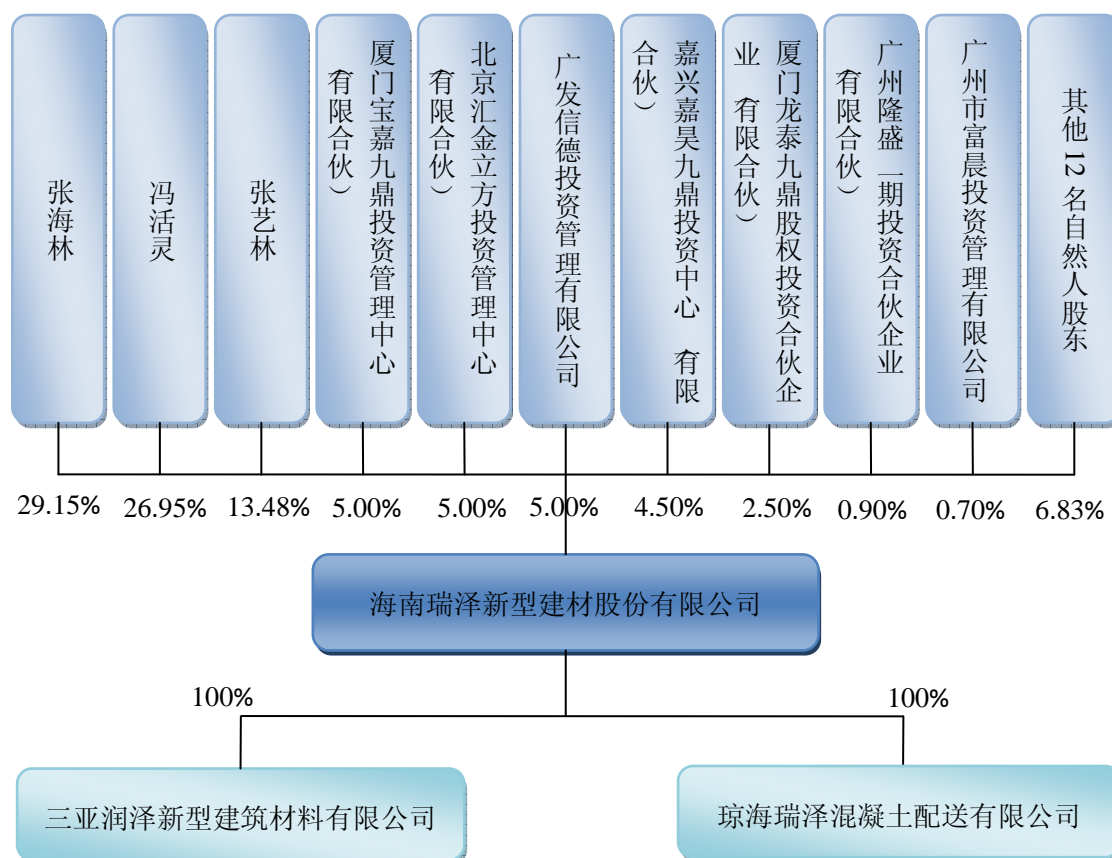 张海林
冯活灵
张艺林
厦门宝嘉九鼎投资管理中心
（有限合伙）
北京汇金立方投资管理中心
（有限合伙）
广发信德投资管理有限公司
嘉兴嘉昊九鼎投资中心（有限
合伙）
厦门龙泰九鼎股权投资合伙企
业（有限合伙）
广州隆盛一期投资合伙企业
（有限合伙）
广州市富晨投资管理有限公司
其他 12 名自然人股东
29.15%
26.95%
13.48%
5.00%
5.00%
5.00%
4.50%
2.50%
0.90%
0.70%
6.83%
海南瑞泽新型建材股份有限公司
100%
100%
三亚润泽新型建筑材料有限公司
琼海瑞泽混凝土配送有限公司